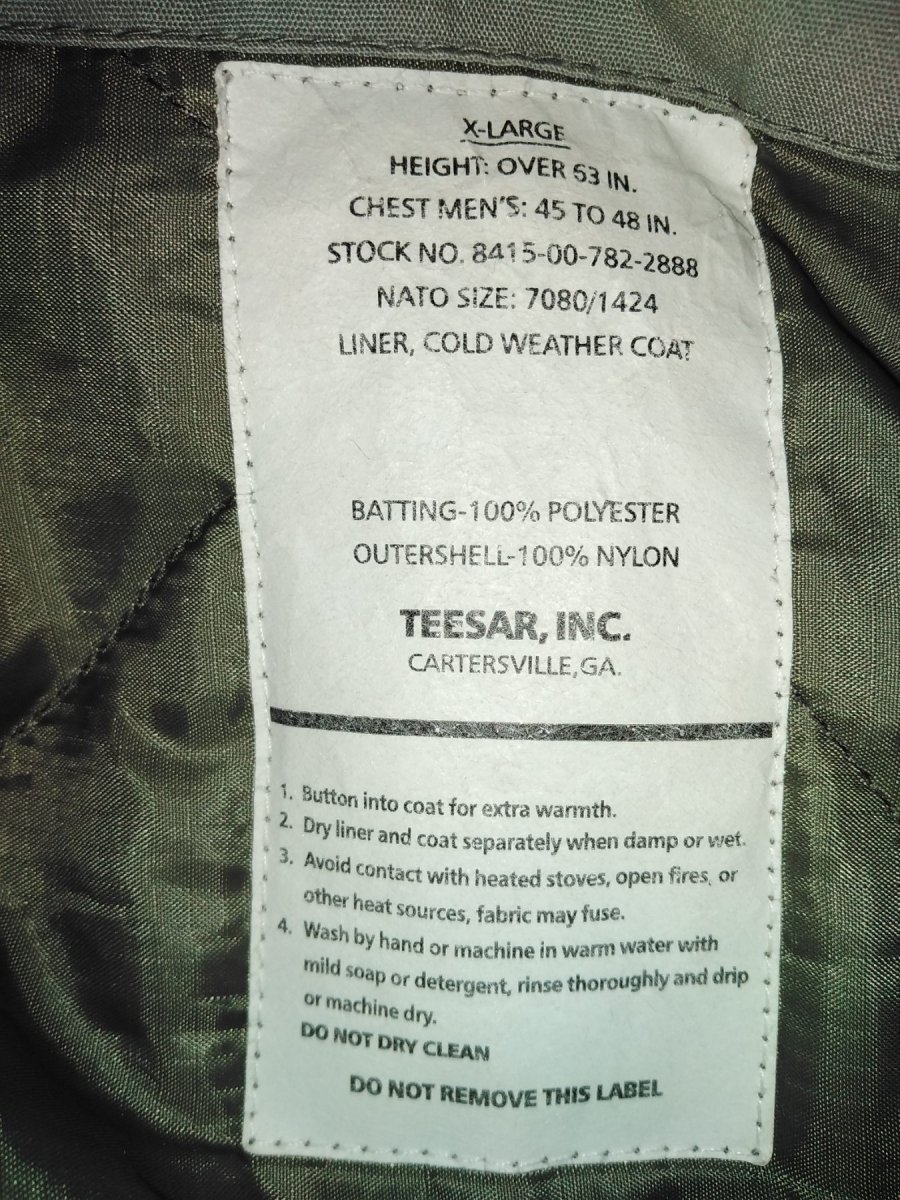 X-LARGE
HEIGHT: OVER 63 IN.
CHEST MEN'S: 45 TO 48 IN.
STOCK NO. 8415-00-782-2888
NATO SIZE: 7080/1424
LINER, COLD WEATHER COAT
BATTING-100% POLYESTER
OUTERSHELL-100% NYLON
TEESAR, INC.
CARTERSVILLE,GA.
1. Button into coat for extra warmth.
2. Dry liner and coat separately when damp or wet.
3. Avoid contact with heated stoves, open fires, or
other heat sources, fabric may fuse.
4. Wash by hand or machine in warm water with
mild soap or detergent, rinse thoroughly and drip
or machine dry.
DO NOT DRY CLEAN
DO NOT REMOVE THIS LABEL